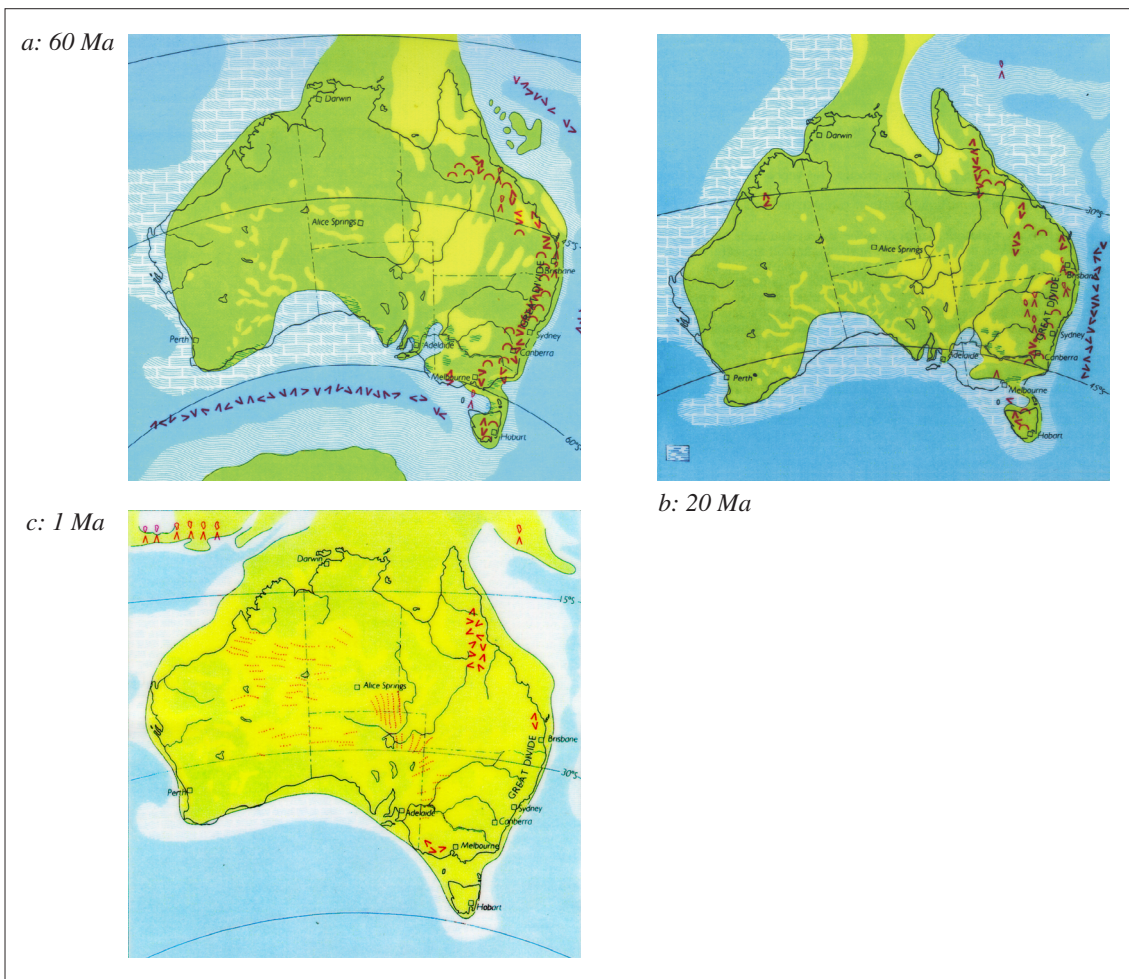 a: 60 Ma
Darwin
Alice Springs
45°S
Brisbane
GREAT DIVIDE
Perth
Adelaide
Sydney
Canberra
Melbourne
Hobart
60°S
Darwin
Alice Springs
30°S
Brisbane
GREAT DIVIDE
Sydney
Adelaide
Canberra
Perth
Melbourne
45°S
Hobart
b: 20 Ma
c: 1 Ma
Darwin
15°S
Alice Springs
Brisbane
GREAT DIVIDE
30°S
Perth
Adelaide
Sydney
Canberra
Melbourne
Hobart